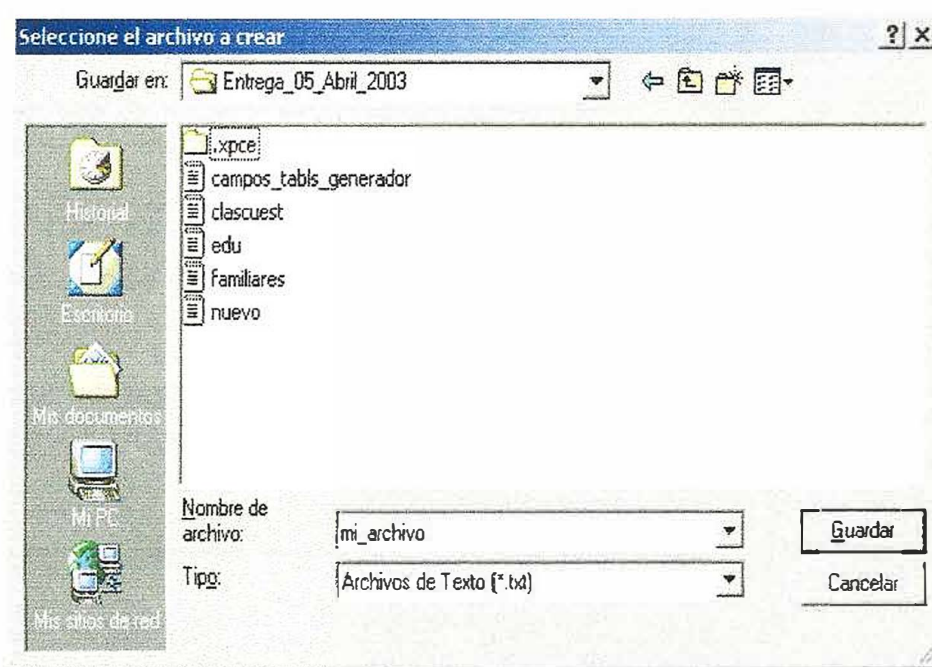 Seleccione el archivo a crear
Guardar en: Entrega_05_Abril_2003
.xpce
campos_tabls_generador
clascuest
edu
familiares
nuevo
Historial
Escritorio
Mis documentos
Mi PC
Mis sitios de red
Nombre de
archivo: mi_archivo
Guardar
Tipo: Archivos de Texto (*.txt)
Cancelar